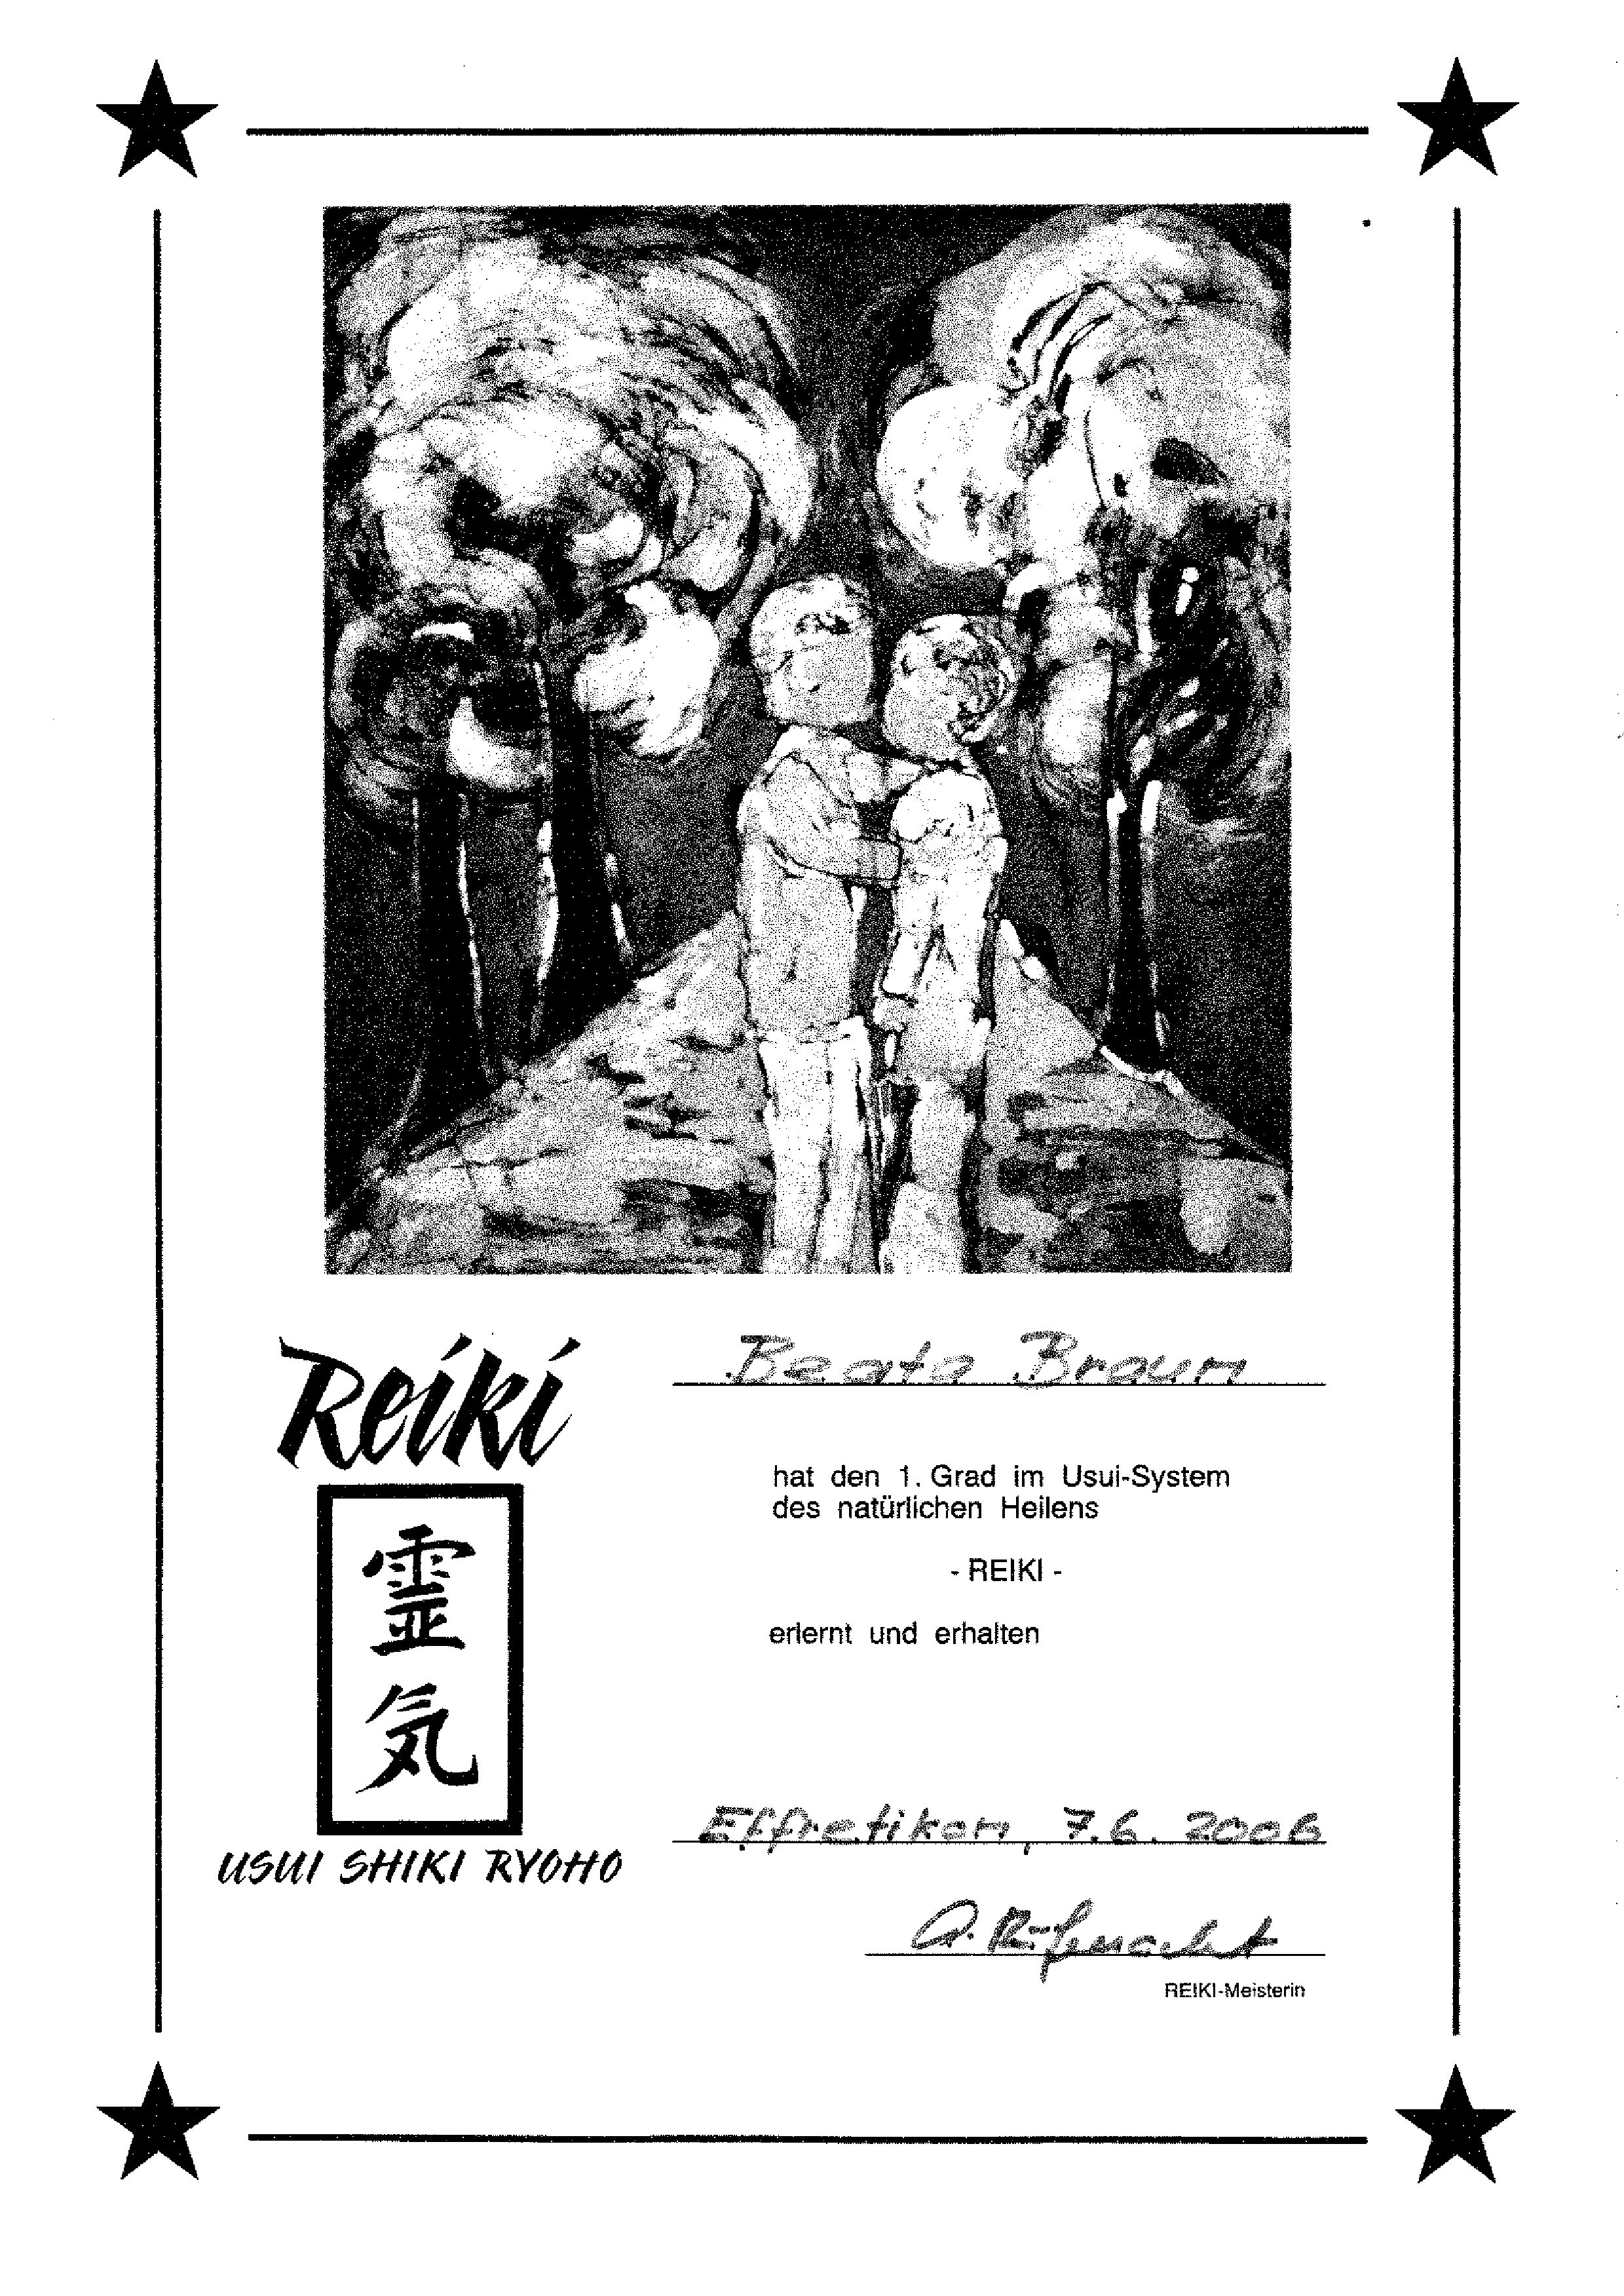 Reiki
霊
気
USUI SHIKI RYOHO
Beata Braun
hat den 1. Grad im Usui-System
des natürlichen Heilens
- REIKI -
erlernt und erhalten
Effretikon, 7.6. 2006
REIKI-Meisterin